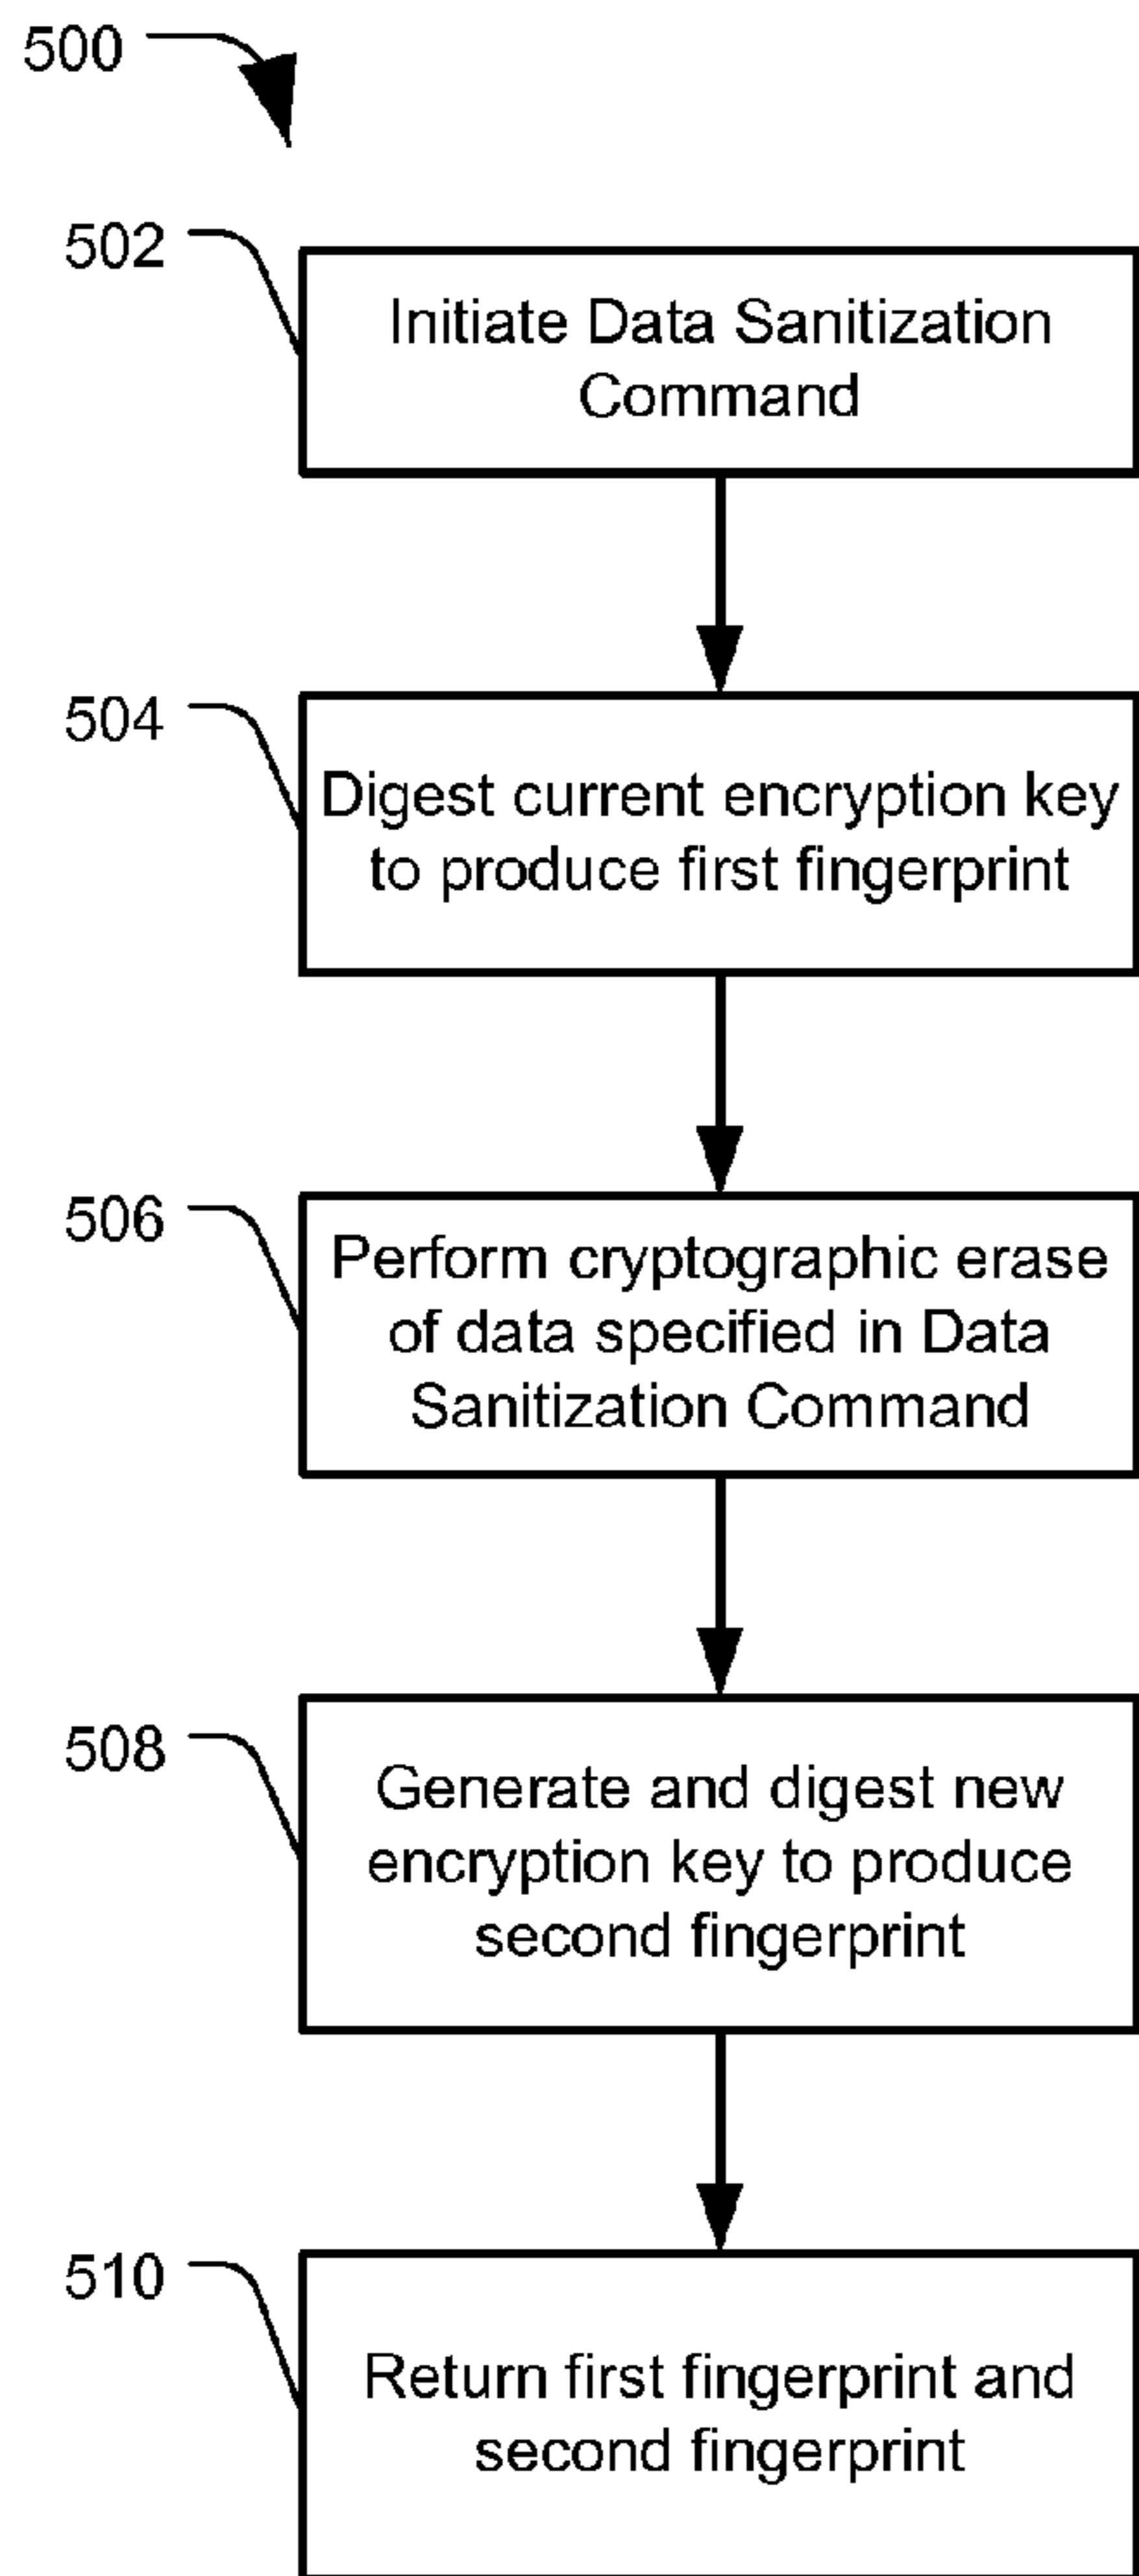 500
502
Initiate Data Sanitization
Command
504
Digest current encryption key
to produce first fingerprint
506
Perform cryptographic erase
of data specified in Data
Sanitization Command
508
Generate and digest new
encryption key to produce
second fingerprint
510
Return first fingerprint and
second fingerprint